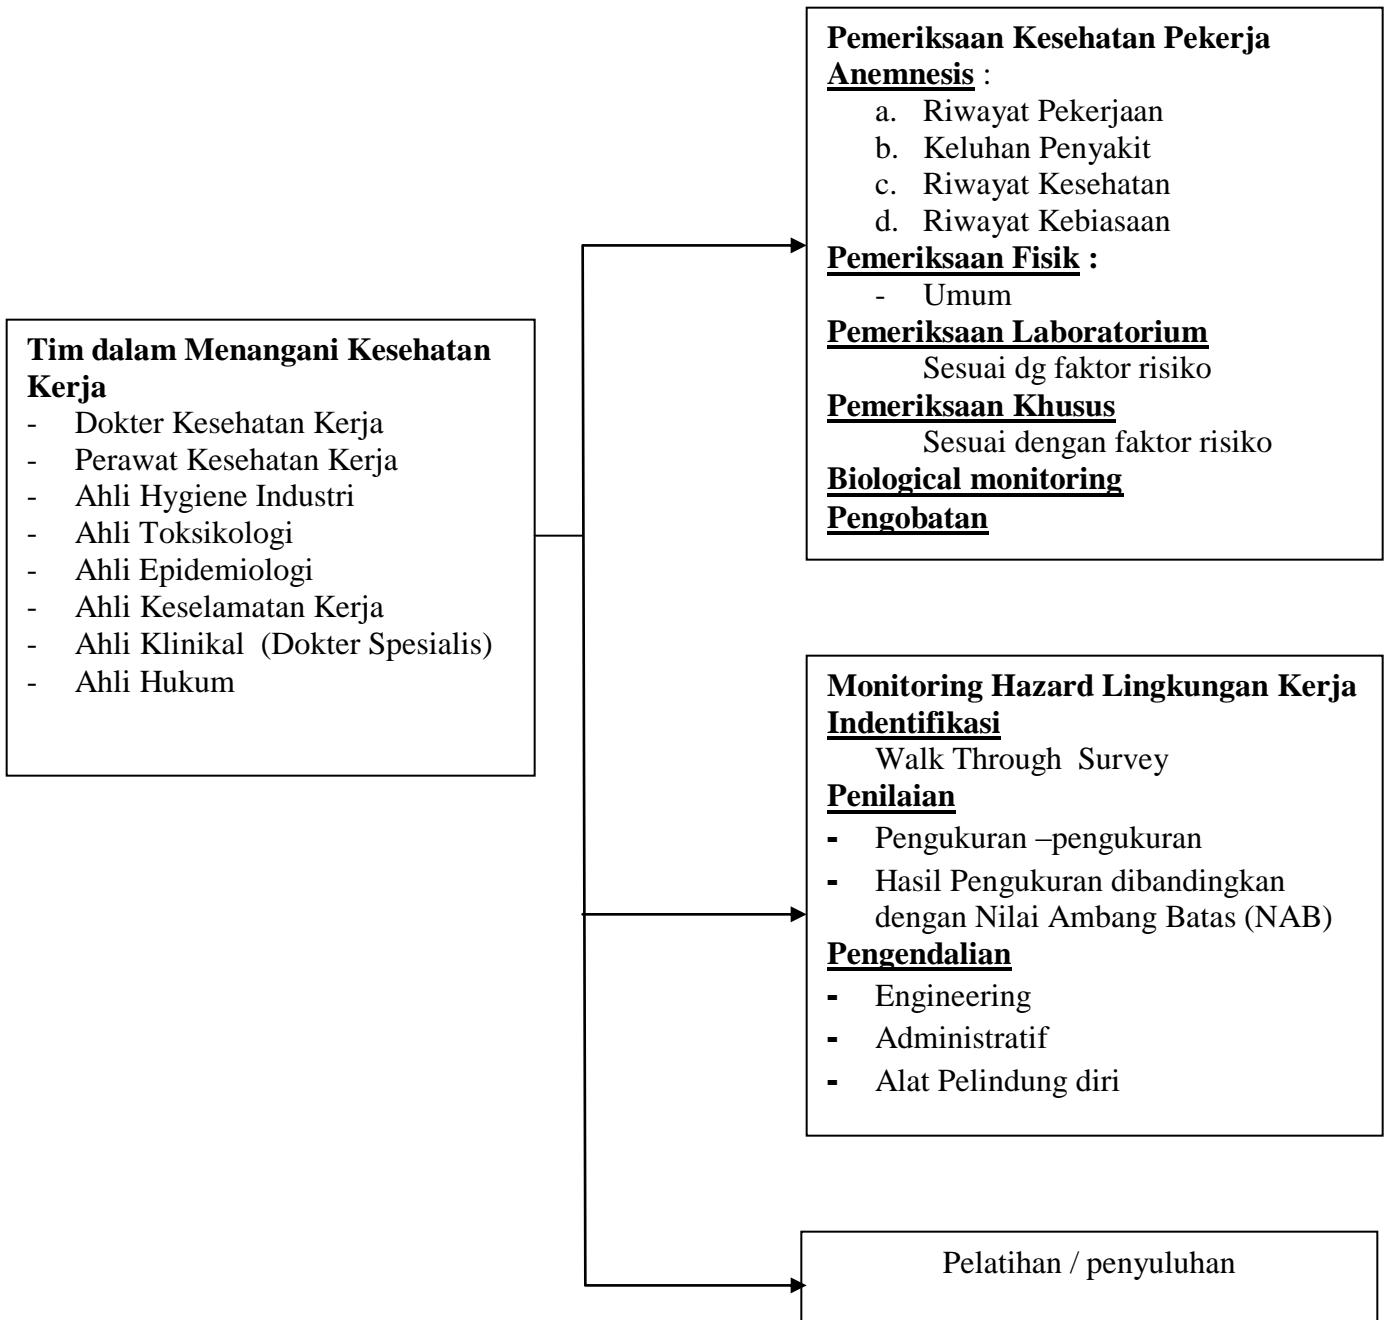 Pemeriksaan Kesehatan Pekerja
Anemnesis :
a. Riwayat Pekerjaan
b. Keluhan Penyakit
c. Riwayat Kesehatan
d. Riwayat Kebiasaan
Pemeriksaan Fisik :
- Umum
Pemeriksaan Laboratorium
Sesuai dg faktor risiko
Pemeriksaan Khusus
Sesuai dengan faktor risiko
Biological monitoring
Pengobatan
Tim dalam Menangani Kesehatan
Kerja
- Dokter Kesehatan Kerja
- Perawat Kesehatan Kerja
- Ahli Hygiene Industri
- Ahli Toksikologi
- Ahli Epidemiologi
- Ahli Keselamatan Kerja
- Ahli Klinikal (Dokter Spesialis)
- Ahli Hukum
Monitoring Hazard Lingkungan Kerja
Indentifikasi
Walk Through Survey
Penilaian
- Pengukuran –pengukuran
- Hasil Pengukuran dibandingkan
dengan Nilai Ambang Batas (NAB)
Pengendalian
- Engineering
- Administratif
- Alat Pelindung diri
Pelatihan / penyuluhan